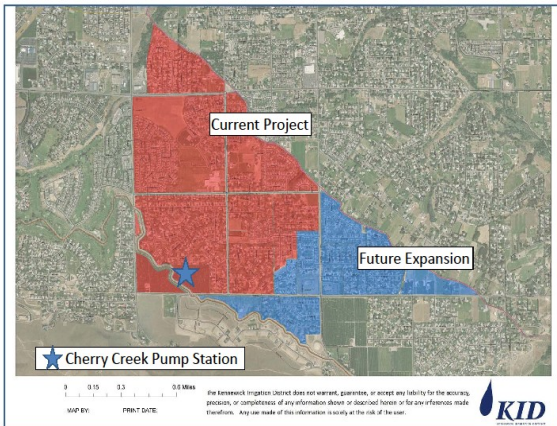 Current Project
Future Expansion
Cherry Creek Pump Station
0 0.15 0.3 0.6 Miles
MAP BY: PRINT DATE:
The Kennewick Irrigation District does not warrant, guarantee, or accept any liability for the accuracy,
precision, or completeness of any information shown or described herein or for any inferences made
therefrom. Any use made of this information is solely at the risk of the user.
KID